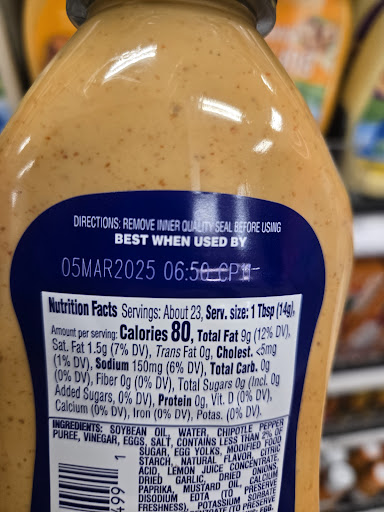 DIRECTIONS: REMOVE INNER QUALITY SEAL BEFORE USING
BEST WHEN USED BY
05MAR2025 06:50 CP
Nutrition Facts Servings: About 23, Serv. size: 1 Tbsp (14g),
Amount per serving: Calories 80, Total Fat 9g (12% DV),
Sat. Fat 1.5g (7% DV), Trans Fat 0g, Cholest. <5mg
(1% DV), Sodium 150mg (6% DV), Total Carb. 0g
(0% DV), Fiber 0g (0% DV), Total Sugars 0g (Incl. 0g
Added Sugars, 0% DV), Protein 0g, Vit. D (0% DV),
Calcium (0% DV), Iron (0% DV), Potas. (0% DV).
INGREDIENTS: SOYBEAN OIL, WATER, CHIPOTLE PEPPER
PUREE, VINEGAR, EGGS, SALT, CONTAINS LESS THAN 2% OF
SUGAR, EGG YOLKS, MODIFIED FOOD
STARCH, NATURAL FLAVOR, CITRIC
ACID, LEMON JUICE CONCENTRATE,
DRIED GARLIC, DRIED ONIONS,
PAPRIKA, MUSTARD OIL, CALCIUM
DISODIUM EDTA (TO PRESERVE
FRESHNESS), POTASSIUM SORBATE
499 1